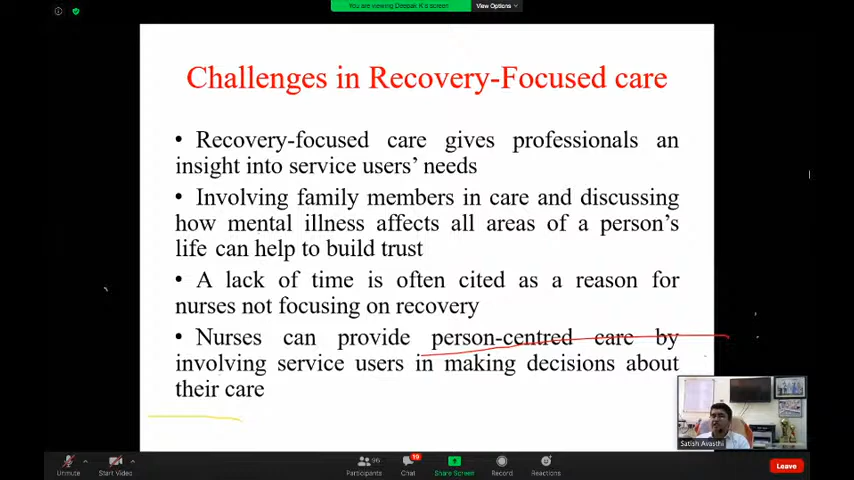 You are viewing Deepak K's screen
View Options
Challenges in Recovery-Focused care
• Recovery-focused care gives professionals an
insight into service users' needs
• Involving family members in care and discussing
how mental illness affects all areas of a person's
life can help to build trust
• A lack of time is often cited as a reason for
nurses not focusing on recovery
• Nurses can provide person-centred care by
involving service users in making decisions about
their care
Satish Avasthi
Unmute
Start Video
Participants
96
Chat
19
Share Screen
Record
Reactions
Leave